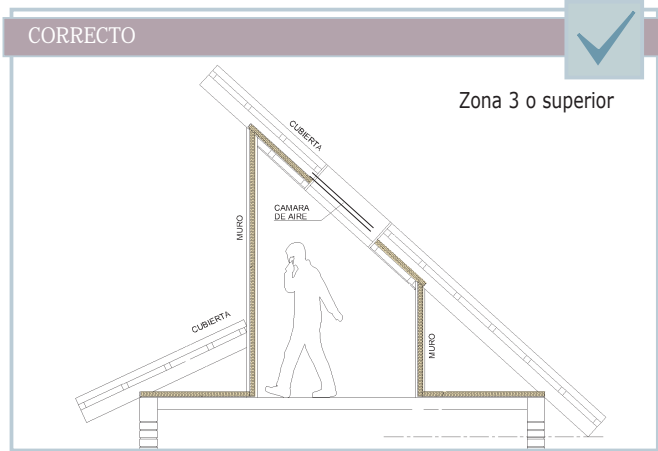 CORRECTO
Zona 3 o superior
CUBIERTA
CAMARA
DE AIRE
MURO
CUBIERTA
MURO